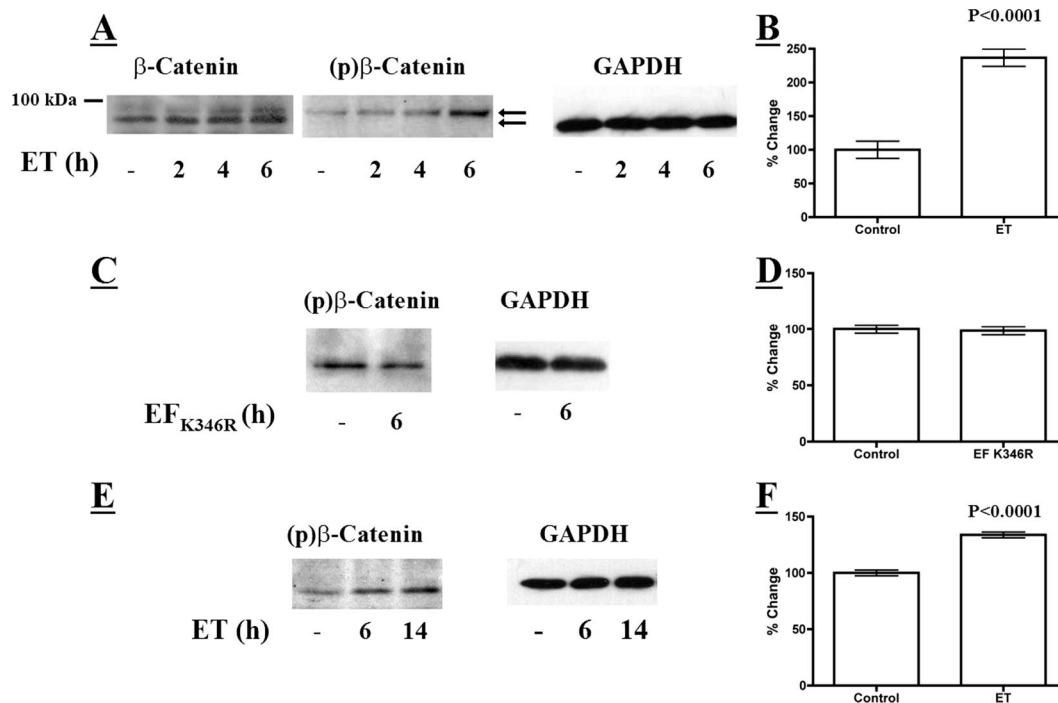 A
β-Catenin
(p)β-Catenin
GAPDH
100 kDa
ET (h)
- 2 4 6
- 2 4 6
- 2 4 6
B
P<0.0001
% Change
250
200
150
100
50
0
Control
ET
C
(p)β-Catenin
GAPDH
EFK346R (h)
- 6
- 6
D
% Change
150
100
50
0
Control
EF K346R
E
(p)β-Catenin
GAPDH
ET (h)
- 6 14
- 6 14
F
P<0.0001
% Change
150
100
50
0
Control
ET